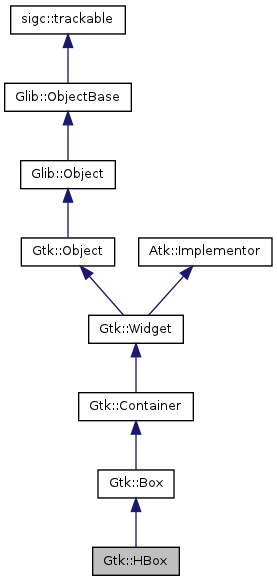 sigc::trackable
Glib::ObjectBase
Glib::Object
Gtk::Object
Atk::Implementor
Gtk::Widget
Gtk::Container
Gtk::Box
Gtk::HBox